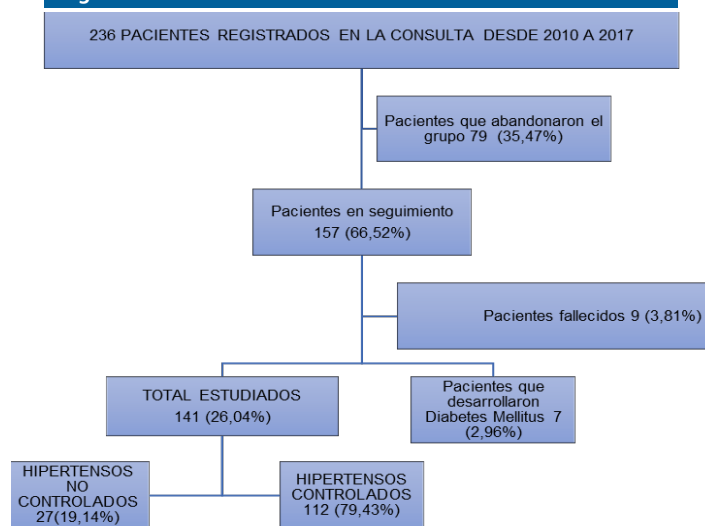 236 PACIENTES REGISTRADOS EN LA CONSULTA DESDE 2010 A 2017
Pacientes que abandonaron el
grupo 79 (35,47%)
Pacientes en seguimiento
157 (66,52%)
Pacientes fallecidos 9 (3,81%)
TOTAL ESTUDIADOS
141 (26,04%)
Pacientes que
desarrollaron
Diabetes Mellitus 7
(2,96%)
HIPERTENSOS
NO
CONTROLADOS
27(19,14%)
HIPERTENSOS
CONTROLADOS
112 (79,43%)